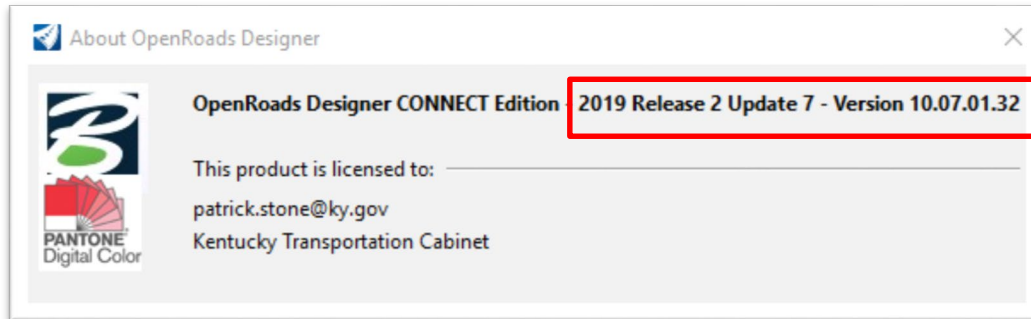 About OpenRoads Designer
OpenRoads Designer CONNECT Edition - 2019 Release 2 Update 7 - Version 10.07.01.32
This product is licensed to:
patrick.stone@ky.gov
Kentucky Transportation Cabinet
PANTONE®
Digital Color